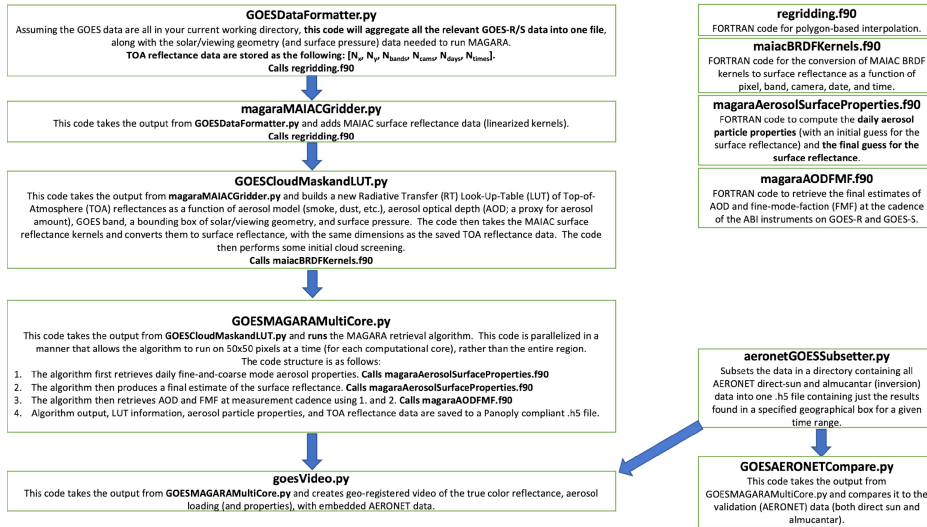 GOESDataFormatter.py
Assuming the GOES data are all in your current working directory, this code will aggregate all the relevant GOES-R/S data into one file,
along with the solar/viewing geometry (and surface pressure) data needed to run MAGARA.
TOA reflectance data are stored as the following: [Nx, Ny, Nbands, Ncams, Ndays, Ntimes].
Calls regridding.f90
magaraMAIACGridder.py
This code takes the output from GOESDataFormatter.py and adds MAIAC surface reflectance data (linearized kernels).
Calls regridding.f90
GOESCloudMaskandLUT.py
This code takes the output from magaraMAIACGridder.py and builds a new Radiative Transfer (RT) Look-Up-Table (LUT) of Top-of-
Atmosphere (TOA) reflectances as a function of aerosol model (smoke, dust, etc.), aerosol optical depth (AOD; a proxy for aerosol
amount), GOES band, a bounding box of solar/viewing geometry, and surface pressure. The code then takes the MAIAC surface
reflectance kernels and converts them to surface reflectance, with the same dimensions as the saved TOA reflectance data. The code
then performs some initial cloud screening.
Calls maiacBRDFKernels.f90
GOESMAGARAMultiCore.py
This code takes the output from GOESCloudMaskandLUT.py and runs the MAGARA retrieval algorithm. This code is parallelized in a
manner that allows the algorithm to run on 50x50 pixels at a time (for each computational core), rather than the entire region.
The code structure is as follows:
1. The algorithm first retrieves daily fine-and-coarse mode aerosol properties. Calls magaraAerosolSurfaceProperties.f90
2. The algorithm then produces a final estimate of the surface reflectance. Calls magaraAerosolSurfaceProperties.f90
3. The algorithm then retrieves AOD and FMF at measurement cadence using 1. and 2. Calls magaraAODFMF.f90
4. Algorithm output, LUT information, aerosol particle properties, and TOA reflectance data are saved to a Panoply compliant .h5 file.
goesVideo.py
This code takes the output from GOESMAGARAMultiCore.py and creates geo-registered video of the true color reflectance, aerosol
loading (and properties), with embedded AERONET data.
regridding.f90
FORTRAN code for polygon-based interpolation.
maiacBRDFKernels.f90
FORTRAN code for the conversion of MAIAC BRDF
kernels to surface reflectance as a function of
pixel, band, camera, date, and time.
magaraAerosolSurfaceProperties.f90
FORTRAN code to compute the daily aerosol
particle properties (with an initial guess for the
surface reflectance) and the final guess for the
surface reflectance.
magaraAODFMF.f90
FORTRAN code to retrieve the final estimates of
AOD and fine-mode-faction (FMF) at the cadence
of the ABI instruments on GOES-R and GOES-S.
aeronetGOESSubsetter.py
Subsets the data in a directory containing all
AERONET direct-sun and almucantar (inversion)
data into one .h5 file containing just the results
found in a specified geographical box for a given
time range.
GOESAERONETCompare.py
This code takes the output from
GOESMAGARAMultiCore.py and compares it to the
validation (AERONET) data (both direct sun and
almucantar).